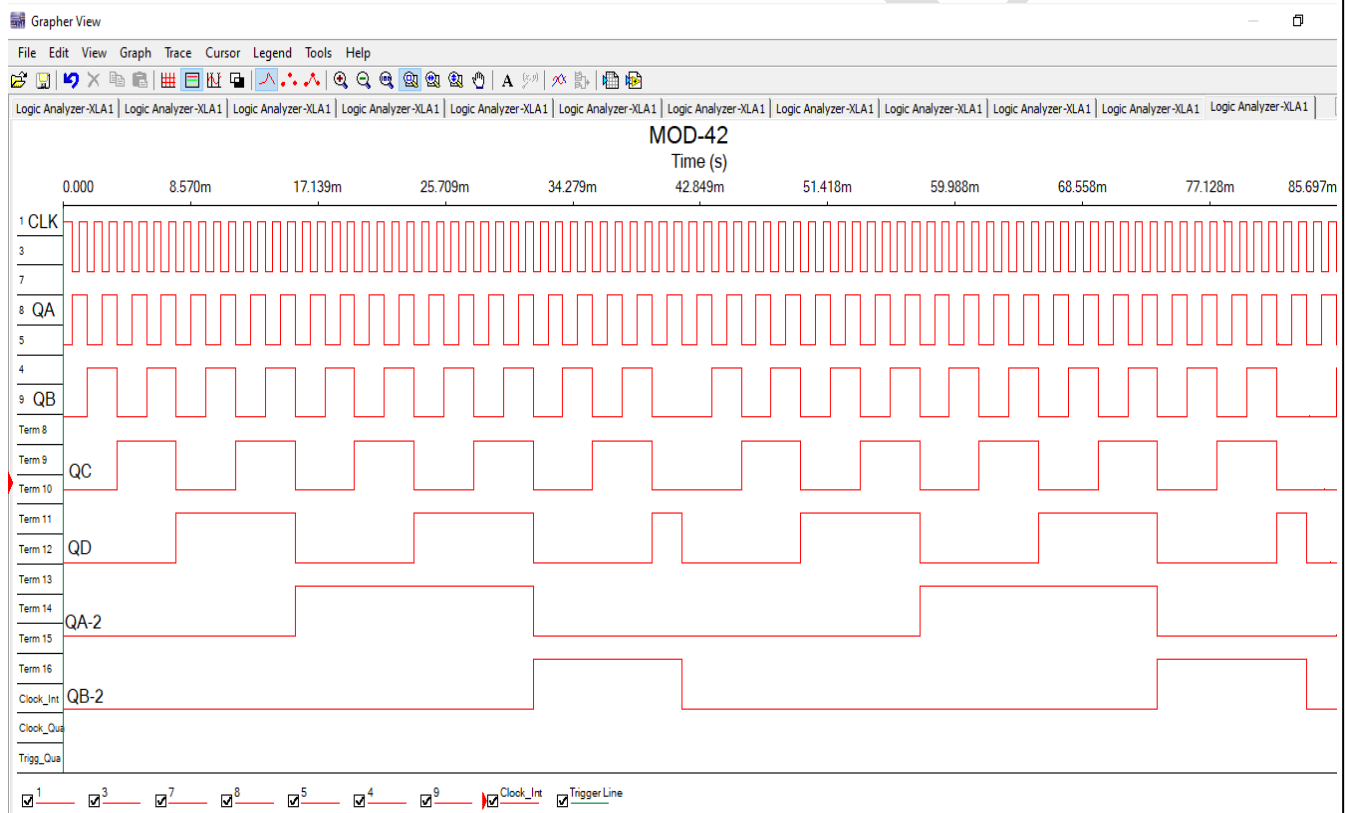 Grapher View
File Edit View Graph Trace Cursor Legend Tools Help
A
Logic Analyzer-XLA1 Logic Analyzer-XLA1 Logic Analyzer-XLA1 Logic Analyzer-XLA1 Logic Analyzer-XLA1 Logic Analyzer-XLA1 Logic Analyzer-XLA1 Logic Analyzer-XLA1 Logic Analyzer-XLA1 Logic Analyzer-XLA1 Logic Analyzer-XLA1 Logic Analyzer-XLA1
MOD-42
Time (s)
0.000 8.570m 17.139m 25.709m 34.279m 42.849m 51.418m 59.988m 68.558m 77.128m 85.697m
1 CLK
3
7
8 QA
5
4
9 QB
Term 8
Term 9
QC
Term 10
Term 11
Term 12 QD
Term 13
Term 14
QA-2
Term 15
Term 16
Clock_Int QB-2
Clock_Qua
Trigg_Qua
1 3 7 8 5 4 9 Clock_Int Trigger Line